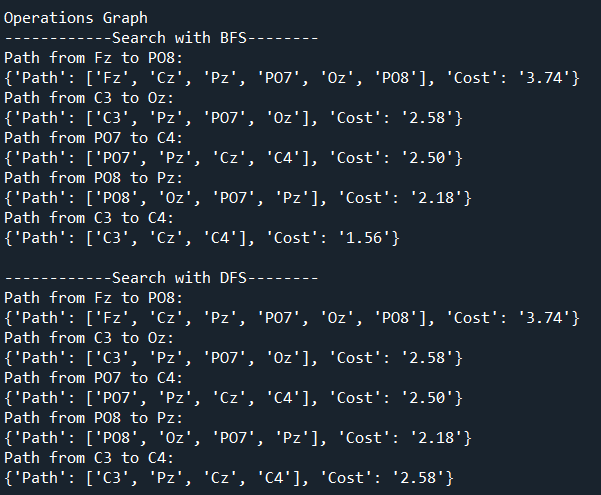 Operations Graph
------------Search with BFS--------
Path from Fz to PO8:
{'Path': ['Fz', 'Cz', 'Pz', 'PO7', 'Oz', 'PO8'], 'Cost': '3.74'}
Path from C3 to Oz:
{'Path': ['C3', 'Pz', 'PO7', 'Oz'], 'Cost': '2.58'}
Path from PO7 to C4:
{'Path': ['PO7', 'Pz', 'Cz', 'C4'], 'Cost': '2.50'}
Path from PO8 to Pz:
{'Path': ['PO8', 'Oz', 'PO7', 'Pz'], 'Cost': '2.18'}
Path from C3 to C4:
{'Path': ['C3', 'Cz', 'C4'], 'Cost': '1.56'}

------------Search with DFS--------
Path from Fz to PO8:
{'Path': ['Fz', 'Cz', 'Pz', 'PO7', 'Oz', 'PO8'], 'Cost': '3.74'}
Path from C3 to Oz:
{'Path': ['C3', 'Pz', 'PO7', 'Oz'], 'Cost': '2.58'}
Path from PO7 to C4:
{'Path': ['PO7', 'Pz', 'Cz', 'C4'], 'Cost': '2.50'}
Path from PO8 to Pz:
{'Path': ['PO8', 'Oz', 'PO7', 'Pz'], 'Cost': '2.18'}
Path from C3 to C4:
{'Path': ['C3', 'Pz', 'Cz', 'C4'], 'Cost': '2.58'}